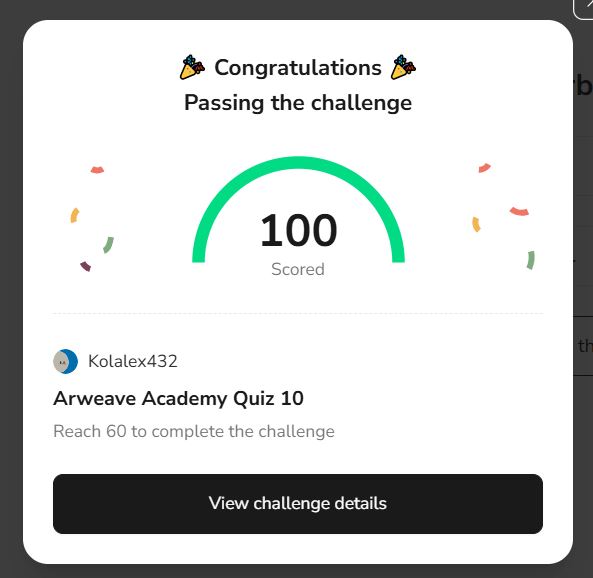 Congratulations
Passing the challenge
100
Scored
Kolalex432
Arweave Academy Quiz 10
Reach 60 to complete the challenge
View challenge details